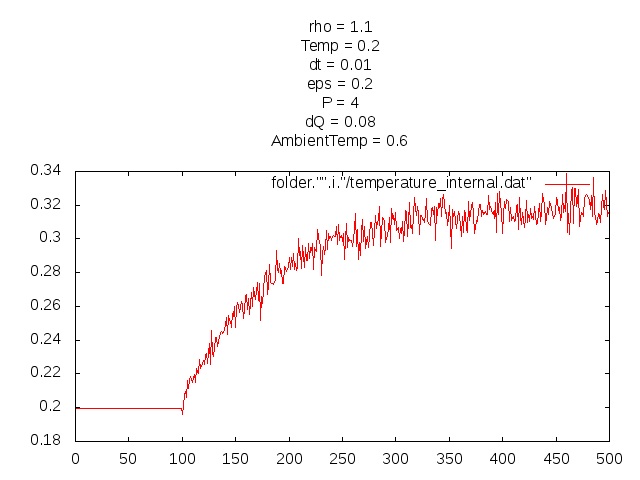 rho = 1.1
Temp = 0.2
dt = 0.01
eps = 0.2
P = 4
dQ = 0.08
AmbientTemp = 0.6
folder."".i."/temperature_internal.dat"
0.34
0.32
0.3
0.28
0.26
0.24
0.22
0.2
0.18
0 50 100 150 200 250 300 350 400 450 500